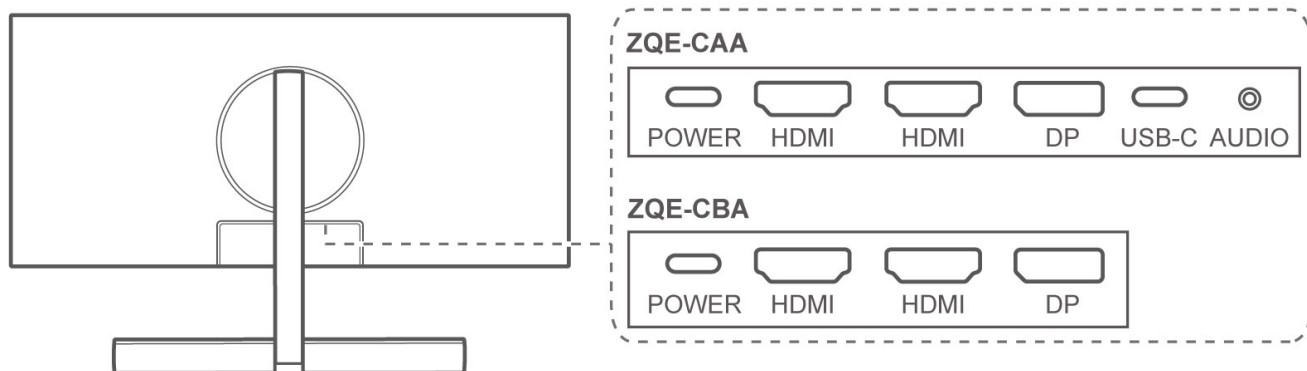 ZQE-CAA
POWER HDMI HDMI DP USB-C AUDIO
ZQE-CBA
POWER HDMI HDMI DP